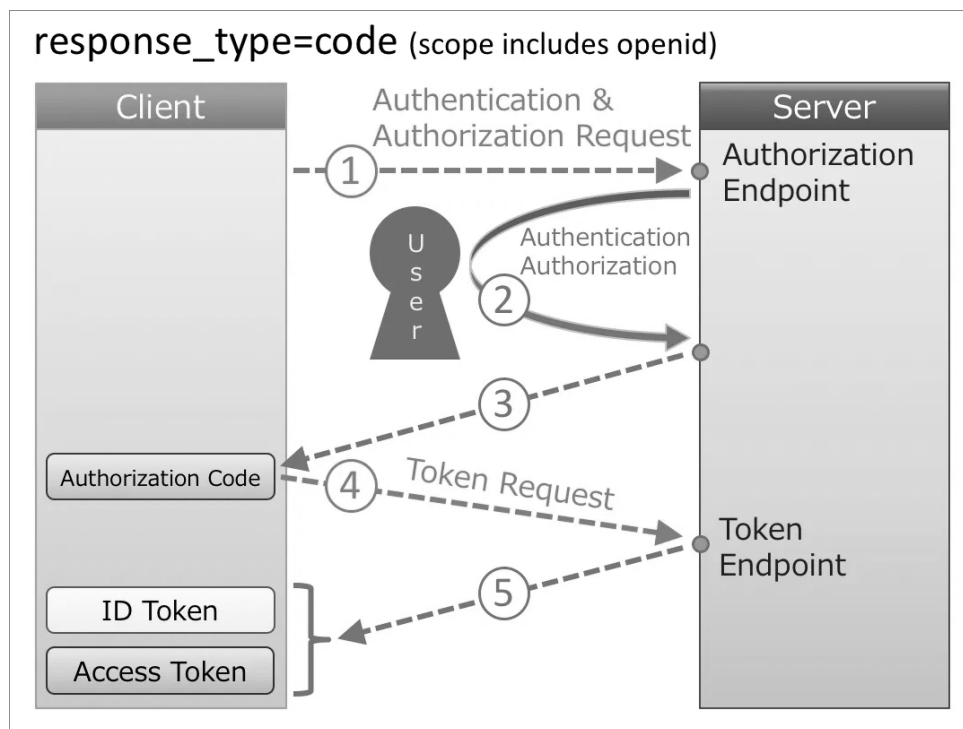 response_type=code (scope includes openid)
Client
Authentication &
Authorization Request
Server
1
Authorization
Endpoint
User
Authentication
Authorization
2
3
Authorization Code
4
Token Request
Token
Endpoint
5
ID Token
Access Token